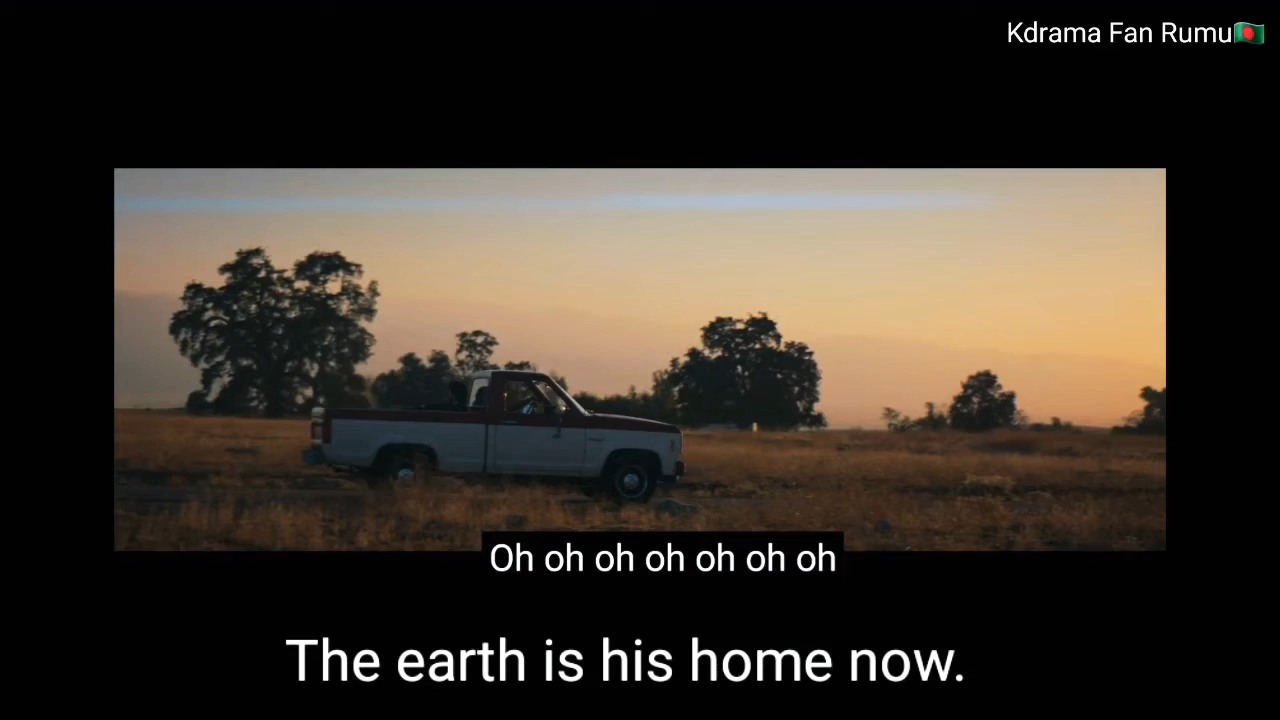 Kdrama Fan Rumu🇧🇩
Oh oh oh oh oh oh oh
The earth is his home now.